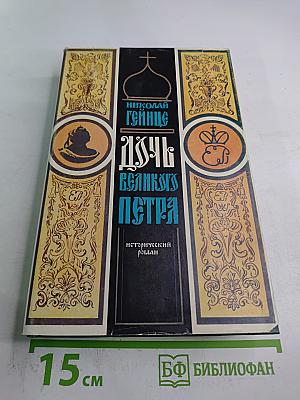 НИКОЛАЙ
ГЕЙНЦЕ
ДОЧЬ
ВЕЛИКОГО
ПЕТРА
ИСТОРИЧЕСКИЙ
РОМАН
15 см
БФ БИБЛИОФАН